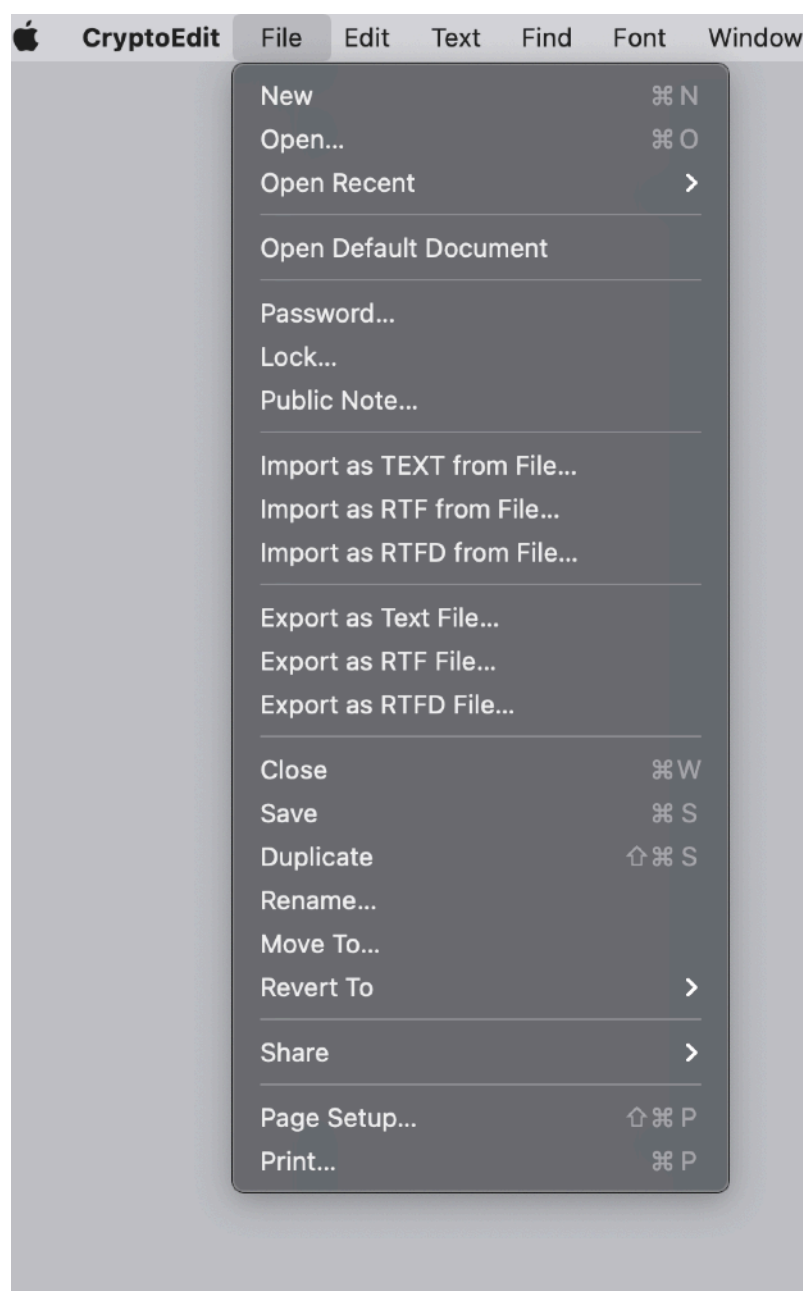 CryptoEdit File Edit Text Find Font Window
New ⌘ N
Open... ⌘ O
Open Recent
Open Default Document
Password...
Lock...
Public Note...
Import as TEXT from File...
Import as RTF from File...
Import as RTFD from File...
Export as Text File...
Export as RTF File...
Export as RTFD File...
Close ⌘ W
Save ⌘ S
Duplicate ⇧ ⌘ S
Rename...
Move To...
Revert To
Share
Page Setup... ⇧ ⌘ P
Print... ⌘ P